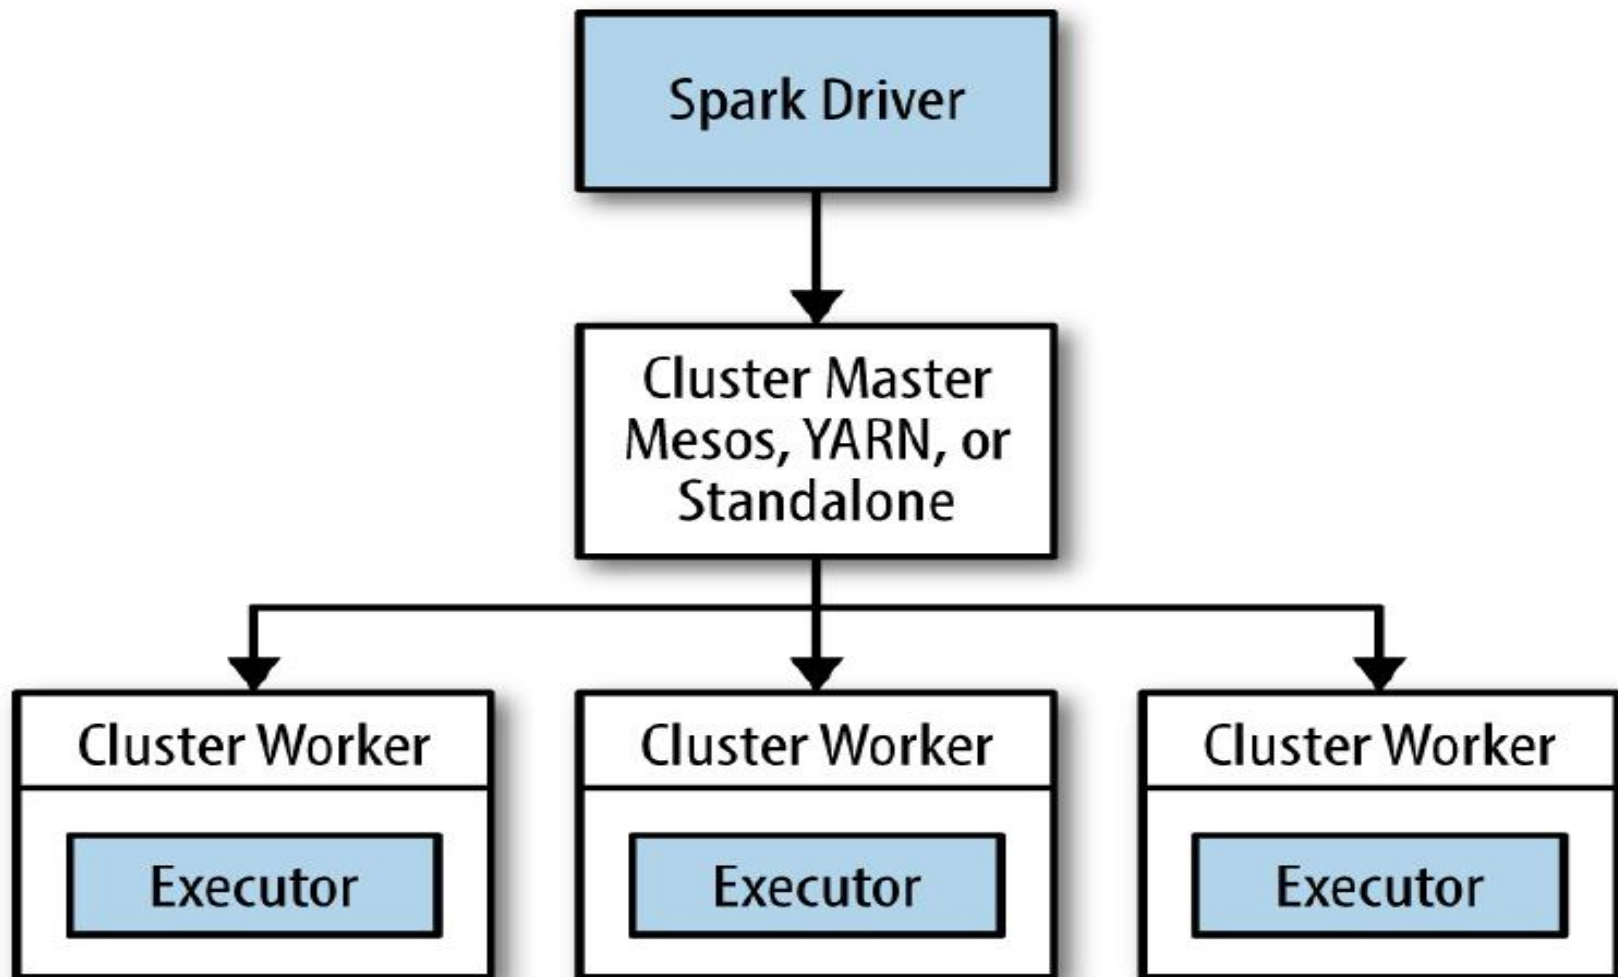 Spark Driver
Cluster Master
Mesos, YARN, or
Standalone
Cluster Worker
Cluster Worker
Cluster Worker
Executor
Executor
Executor